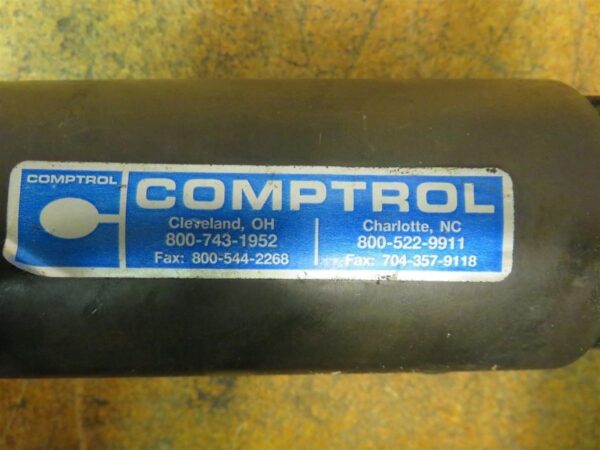 COMPTROL
COMPTROL
Cleveland, OH
800-743-1952
Fax: 800-544-2268
Charlotte, NC
800-522-9911
Fax: 704-357-9118